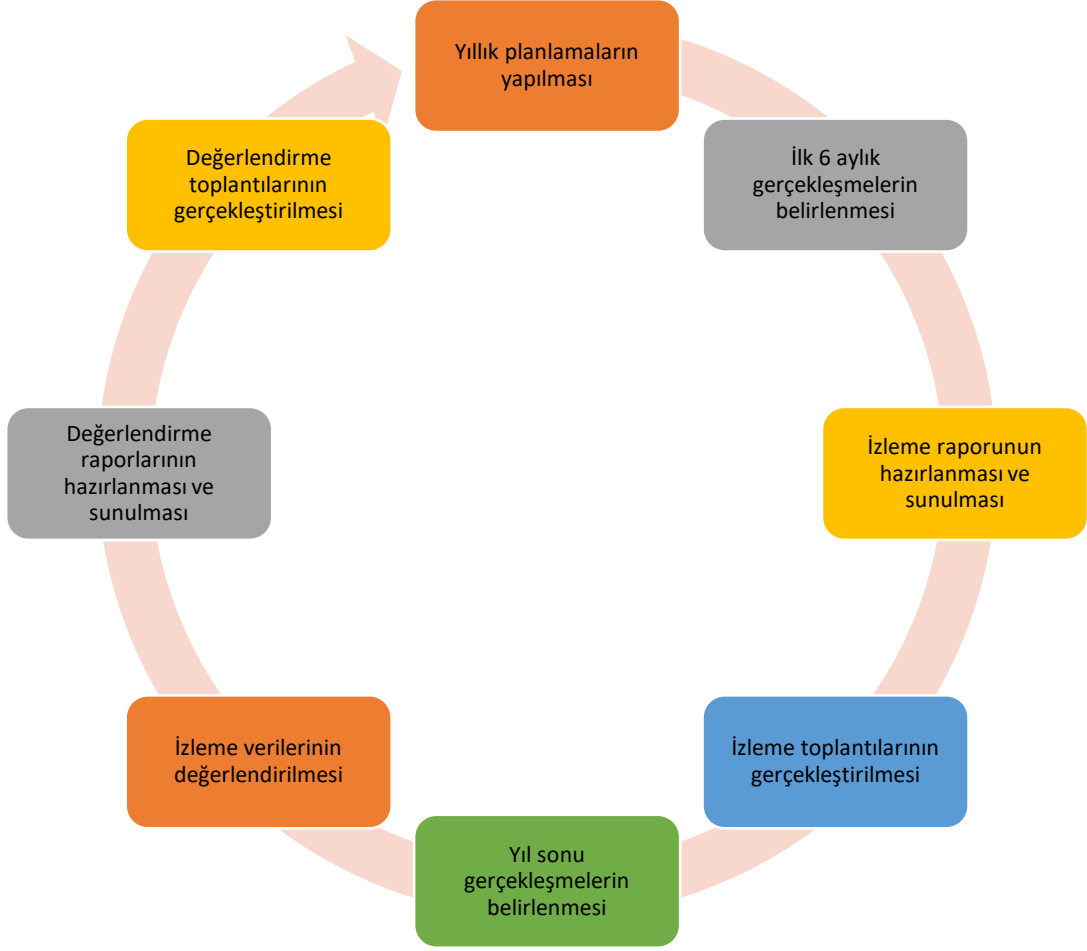 Yıllık planlamaların
yapılması
İlk 6 aylık
gerçekleşmelerin
belirlenmesi
İzleme raporunun
hazırlanması ve
sunulması
İzleme toplantılarının
gerçekleştirilmesi
Yıl sonu
gerçekleşmelerin
belirlenmesi
İzleme verilerinin
değerlendirilmesi
Değerlendirme
raporlarının
hazırlanması ve
sunulması
Değerlendirme
toplantılarının
gerçekleştirilmesi